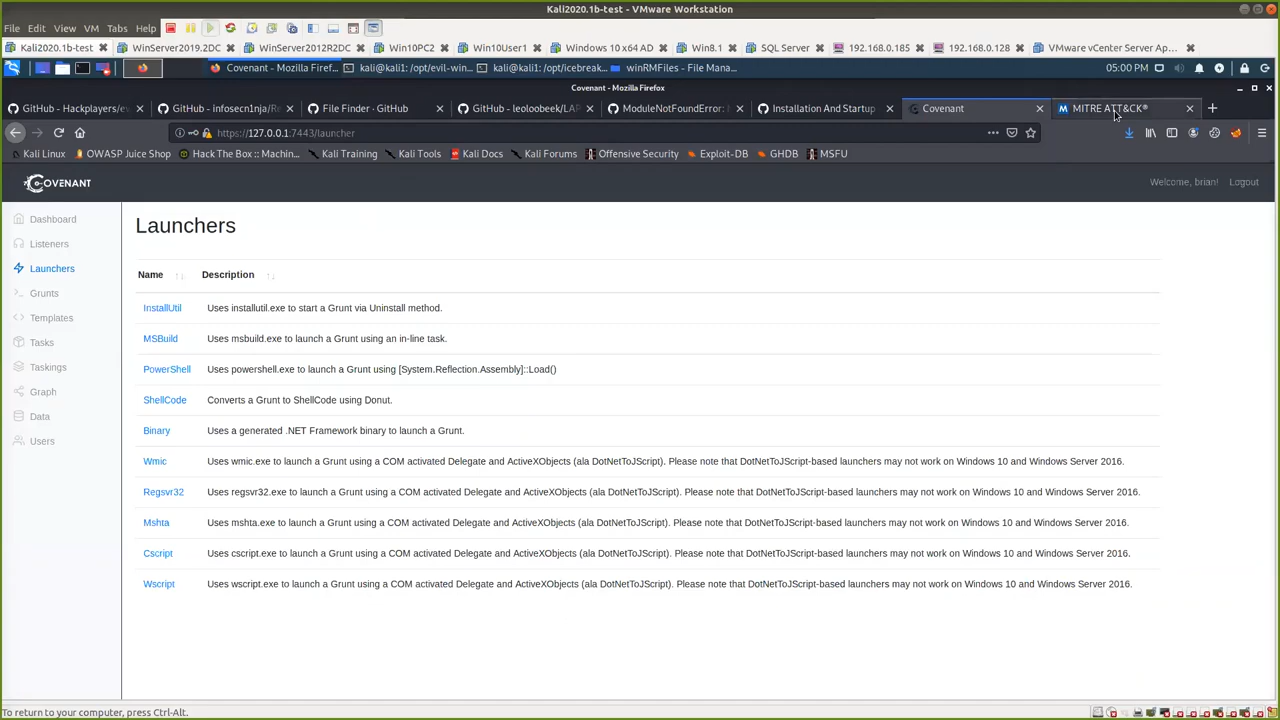 Kali2020.1b-test - VMware Workstation
File Edit View VM Tabs Help
Kali2020.1b-test WinServer2019.2DC WinServer2012R2DC Win10PC2 Win10User1 Windows 10 x64 AD Win8.1 SQL Server 192.168.0.185 192.168.0.128 VMware vCenter Server Ap...
Covenant - Mozilla Firef... kali@kali1: /opt/evil-win... kali@kali1: /opt/icebreak... winRMFiles - File Mana... 05:00 PM
Covenant - Mozilla Firefox
GitHub - Hackplayers/ev GitHub - infosecn1nja/Re File Finder · GitHub GitHub - leoloobeek/LAP ModuleNotFoundError: Installation And Startup Covenant MITRE ATT&CK®
https://127.0.0.1:7443/launcher
Kali Linux OWASP Juice Shop Hack The Box :: Machin... Kali Training Kali Tools Kali Docs Kali Forums Offensive Security Exploit-DB GHDB MSFU
COVENANT Welcome, brian! Logout
Dashboard
Listeners
Launchers
Grunts
Templates
Tasks
Taskings
Graph
Data
Users
Launchers
Name Description
InstallUtil Uses installutil.exe to start a Grunt via Uninstall method.
MSBuild Uses msbuild.exe to launch a Grunt using an in-line task.
PowerShell Uses powershell.exe to launch a Grunt using [System.Reflection.Assembly]::Load()
ShellCode Converts a Grunt to ShellCode using Donut.
Binary Uses a generated .NET Framework binary to launch a Grunt.
Wmic Uses wmic.exe to launch a Grunt using a COM activated Delegate and ActiveXObjects (ala DotNetToJScript). Please note that DotNetToJScript-based launchers may not work on Windows 10 and Windows Server 2016.
Regsvr32 Uses regsvr32.exe to launch a Grunt using a COM activated Delegate and ActiveXObjects (ala DotNetToJScript). Please note that DotNetToJScript-based launchers may not work on Windows 10 and Windows Server 2016.
Mshta Uses mshta.exe to launch a Grunt using a COM activated Delegate and ActiveXObjects (ala DotNetToJScript). Please note that DotNetToJScript-based launchers may not work on Windows 10 and Windows Server 2016.
Cscript Uses cscript.exe to launch a Grunt using a COM activated Delegate and ActiveXObjects (ala DotNetToJScript). Please note that DotNetToJScript-based launchers may not work on Windows 10 and Windows Server 2016.
Wscript Uses wscript.exe to launch a Grunt using a COM activated Delegate and ActiveXObjects (ala DotNetToJScript). Please note that DotNetToJScript-based launchers may not work on Windows 10 and Windows Server 2016.
To return to your computer, press Ctrl-Alt.